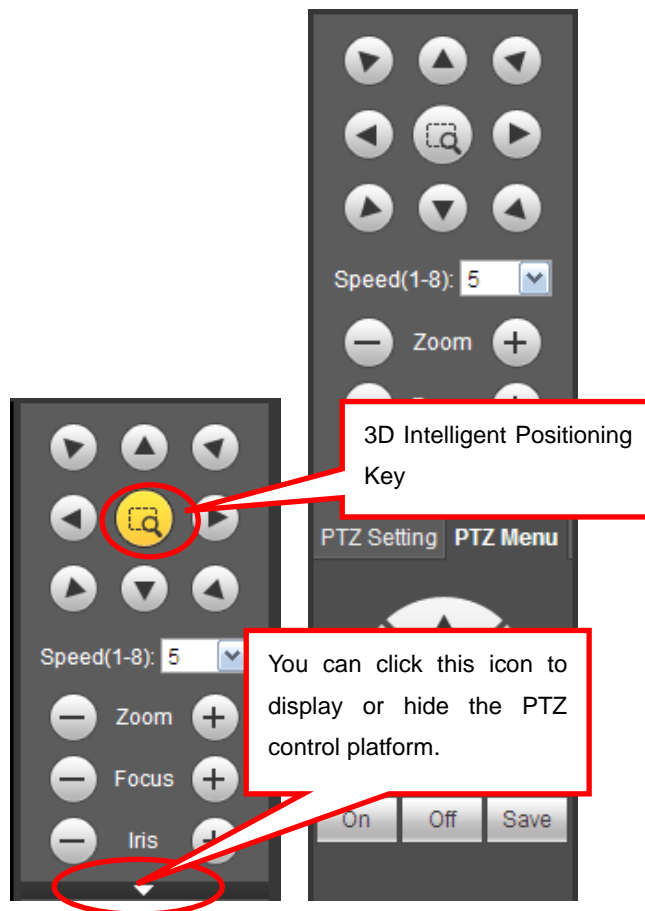 Speed(1-8): 5
Zoom
3D Intelligent Positioning
Key
PTZ Setting PTZ Menu
Speed(1-8): 5
You can click this icon to
display or hide the PTZ
control platform.
Zoom
Focus
Iris
On Off Save